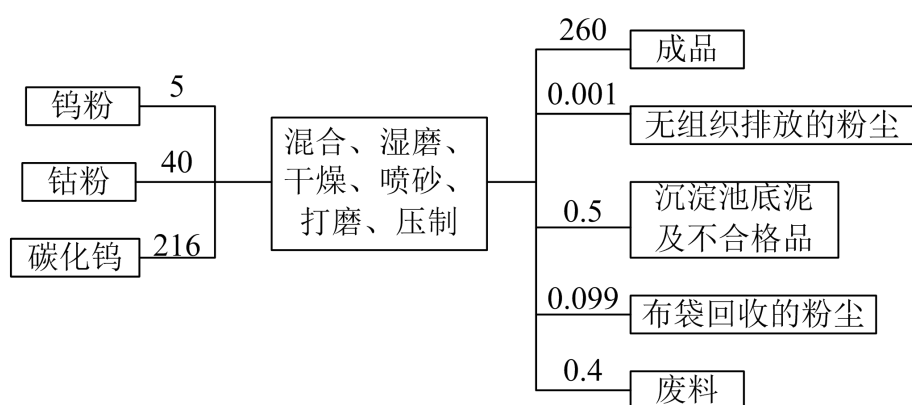 钨粉
5
钴粉
40
碳化钨
216
混合、湿磨、
干燥、喷砂、
打磨、压制
260
成品
0.001
无组织排放的粉尘
0.5
沉淀池底泥
及不合格品
0.099
布袋回收的粉尘
0.4
废料